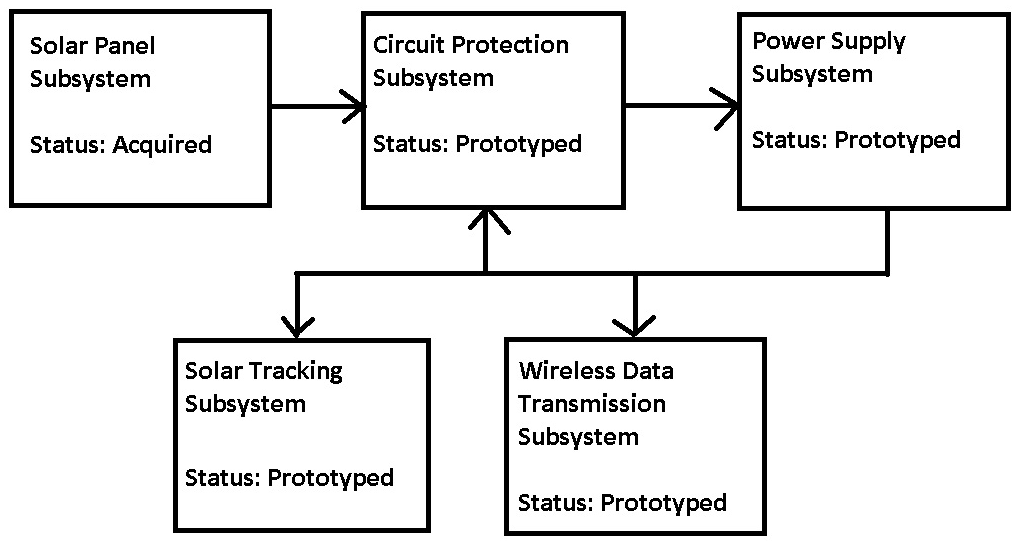 Solar Panel
Subsystem
Status: Acquired
Circuit Protection
Subsystem
Status: Prototyped
Power Supply
Subsystem
Status: Prototyped
Solar Tracking
Subsystem
Status: Prototyped
Wireless Data
Transmission
Subsystem
Status: Prototyped